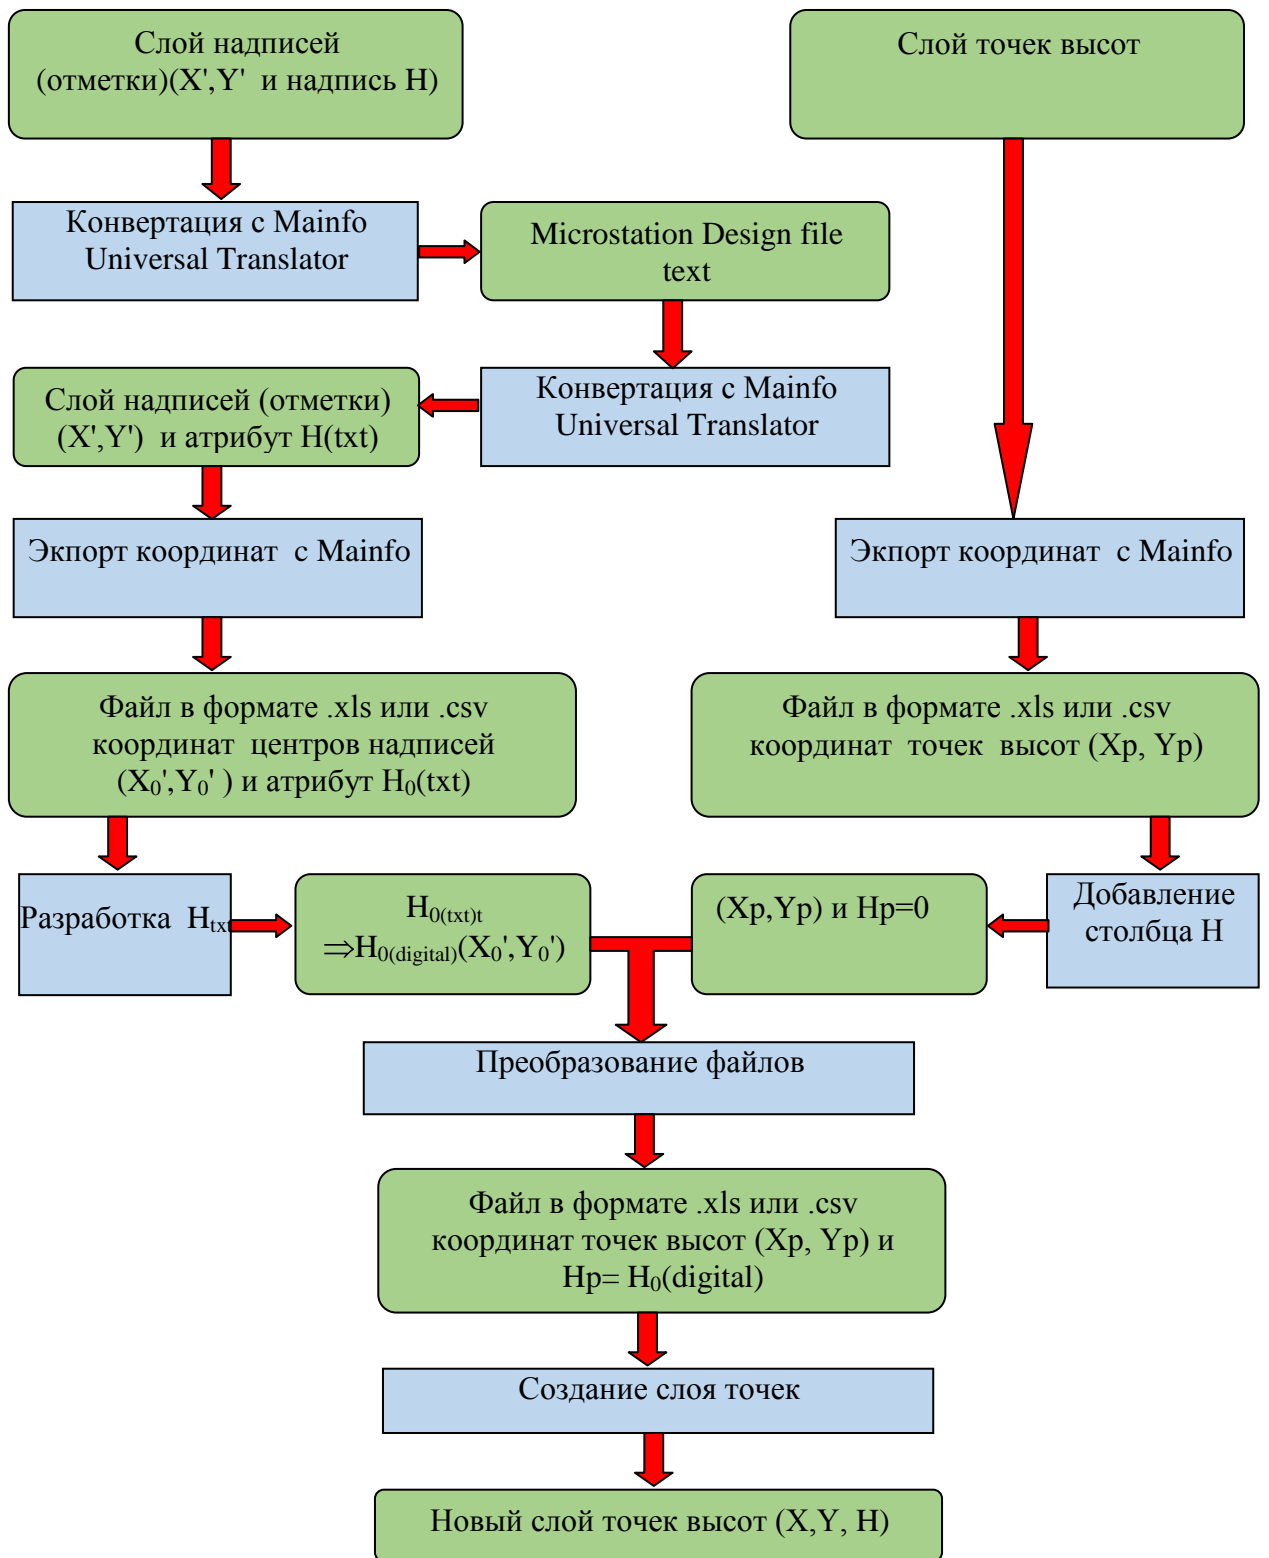 Слой надписей
(отметки)(X',Y' и надпись H)
Слой точек высот
Конвертация с Mainfo
Universal Translator
Microstation Design file
text
Конвертация с Mainfo
Universal Translator
Слой надписей (отметки)
(X',Y') и атрибут H(txt)
Экпорт координат с Mainfo
Экпорт координат с Mainfo
Файл в формате .xls или .csv
координат центров надписей
(X₀',Y₀' ) и атрибут H₀(txt)
Файл в формате .xls или .csv
координат точек высот (Xp, Yp)
Разработка H_txt
H_0(txt)t
⇒H_0(digital)(X₀',Y₀')
(Xp,Yp) и Hp=0
Добавление
столбца H
Преобразование файлов
Файл в формате .xls или .csv
координат точек высот (Xp, Yp) и
Hp= H₀(digital)
Создание слоя точек
Новый слой точек высот (X,Y, H)